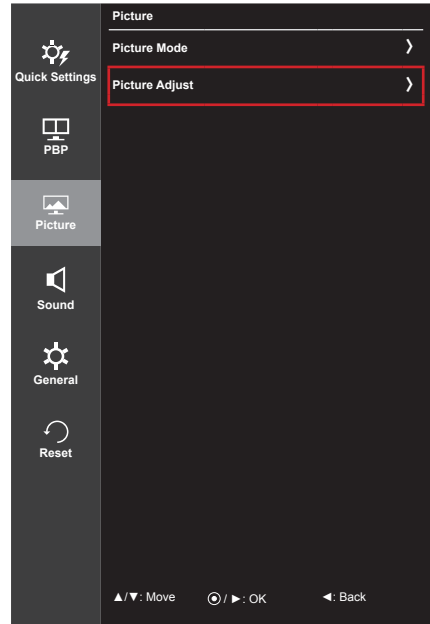 Picture
Picture Mode
Picture Adjust
Quick Settings
PBP
Picture
Sound
General
Reset
▲/▼: Move ⦿ / ►: OK ◄: Back